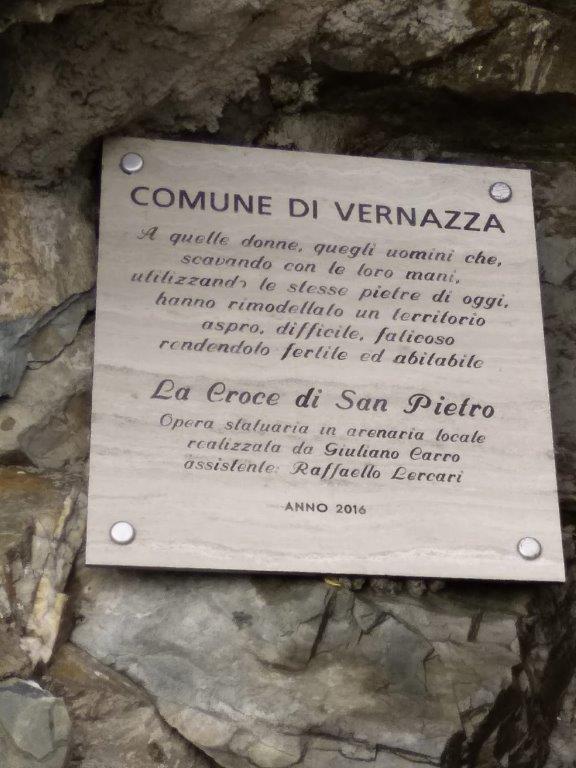 COMUNE DI VERNAZZA
A quelle donne, quegli uomini che,
scavando con le loro mani,
utilizzando le stesse pietre di oggi,
hanno rimodellato un territorio
aspro, difficile, faticoso
rendendolo fertile ed abitabile
La Croce di San Pietro
Opera statuaria in arenaria locale
realizzata da Giuliano Carro
assistente: Raffaello Lercari
ANNO 2016